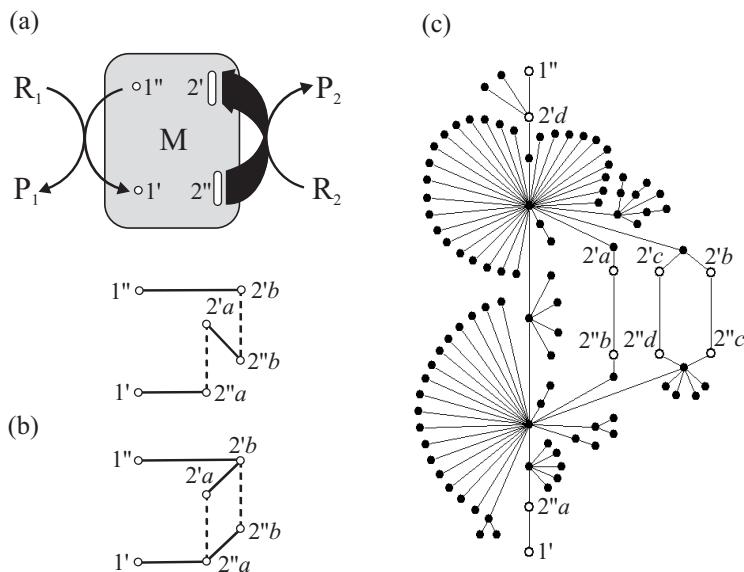 (a)
R1 1" 2' P2
M
P1 1' 2" R2
1" 2'b
2'a
2"b
1' 2"a
(b)
1" 2'b
2'a
2"b
1' 2"a
(c)
1"
2'd
2'a 2'c 2'b
2"b 2"d 2"c
2"a
1'